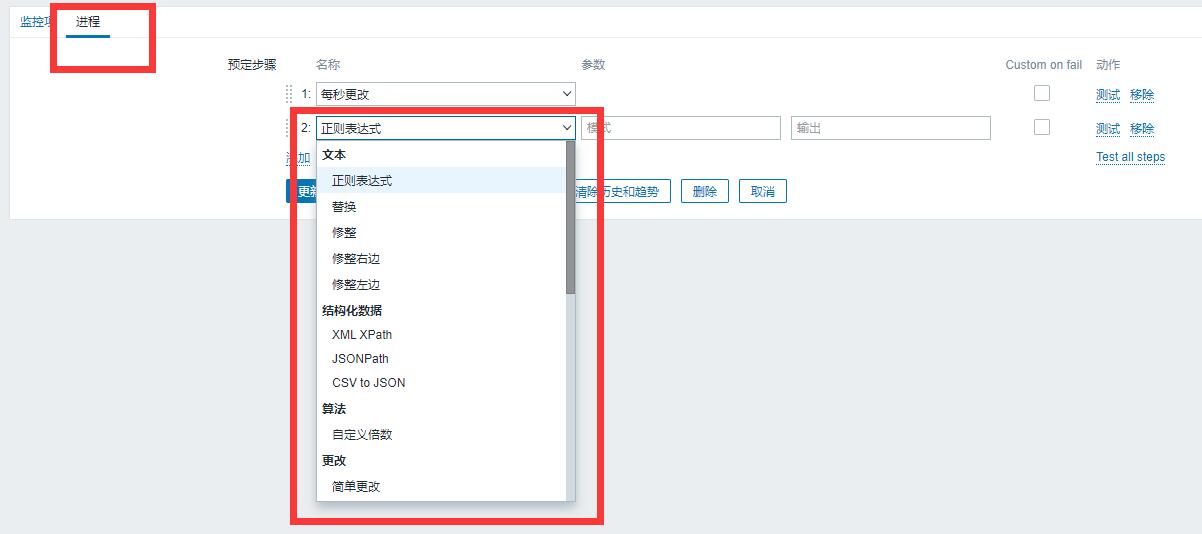 监控项 进程
预定步骤 名称 参数 Custom on fail 动作
1: 每秒更改 测试 移除
2: 正则表达式 模式 输出 测试 移除
添加 Test all steps
文本
正则表达式
更新 清除历史和趋势 删除 取消
替换
修整
修整右边
修整左边
结构化数据
XML XPath
JSONPath
CSV to JSON
算法
自定义倍数
更改
简单更改